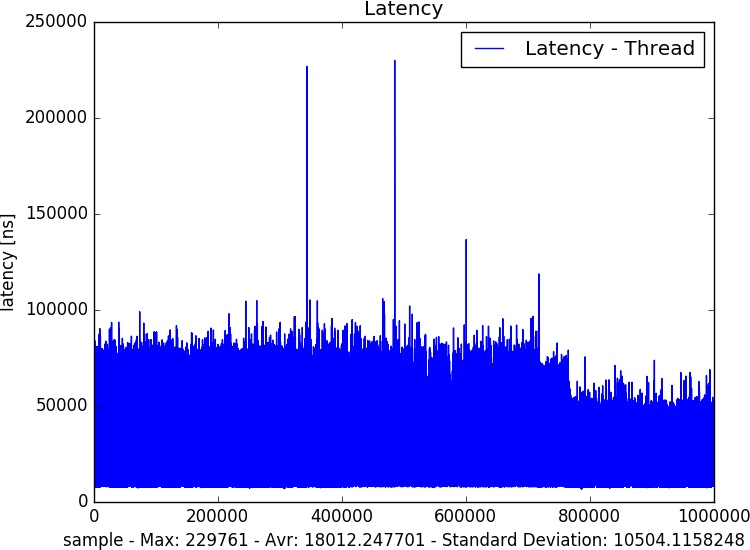 Latency
250000
Latency - Thread
200000
150000
latency [ns]
100000
50000
0
0 200000 400000 600000 800000 1000000
sample - Max: 229761 - Avr: 18012.247701 - Standard Deviation: 10504.1158248